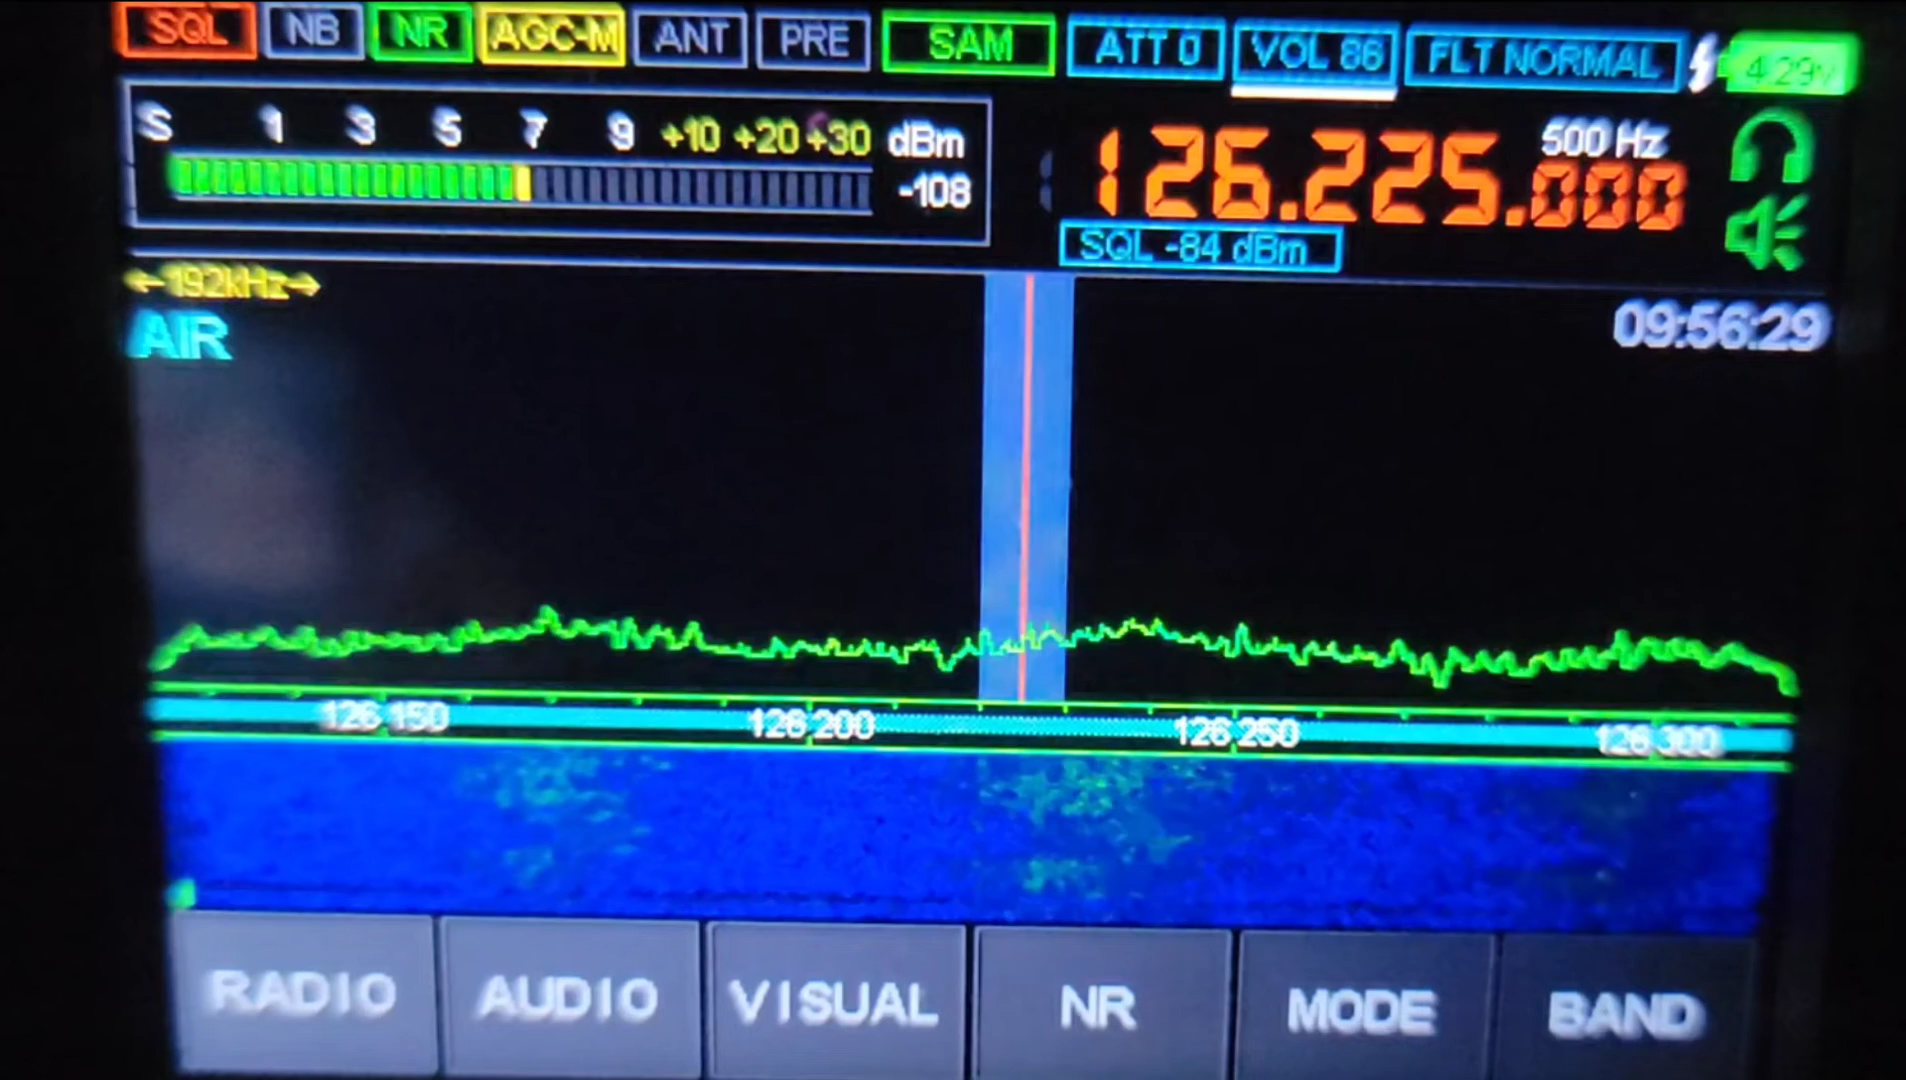 SQL NB NR AGC-M ANT PRE SAM ATT 0 VOL 86 FLT NORMAL 4.29v
S 1 3 5 7 9 +10 +20 +30 dBm
-108
500 Hz
126.225.000
SQL -84 dBm
←192kHz→
AIR
09:56:29
126 150 126 200 126 250 126 300
RADIO AUDIO VISUAL NR MODE BAND